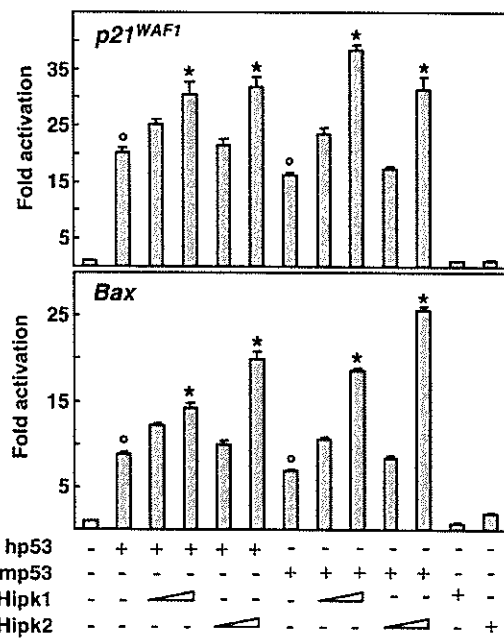 p21WAF1
Fold activation
35
25
15
5
* * * *
° °
Bax
Fold activation
25
15
5
* * * *
° °
hp53 - + + + + + - - - - - - -
mp53 - - - - - - + + + + + - -
Hipk1 - - - - - - - + -
Hipk2 - - - - - - - - +